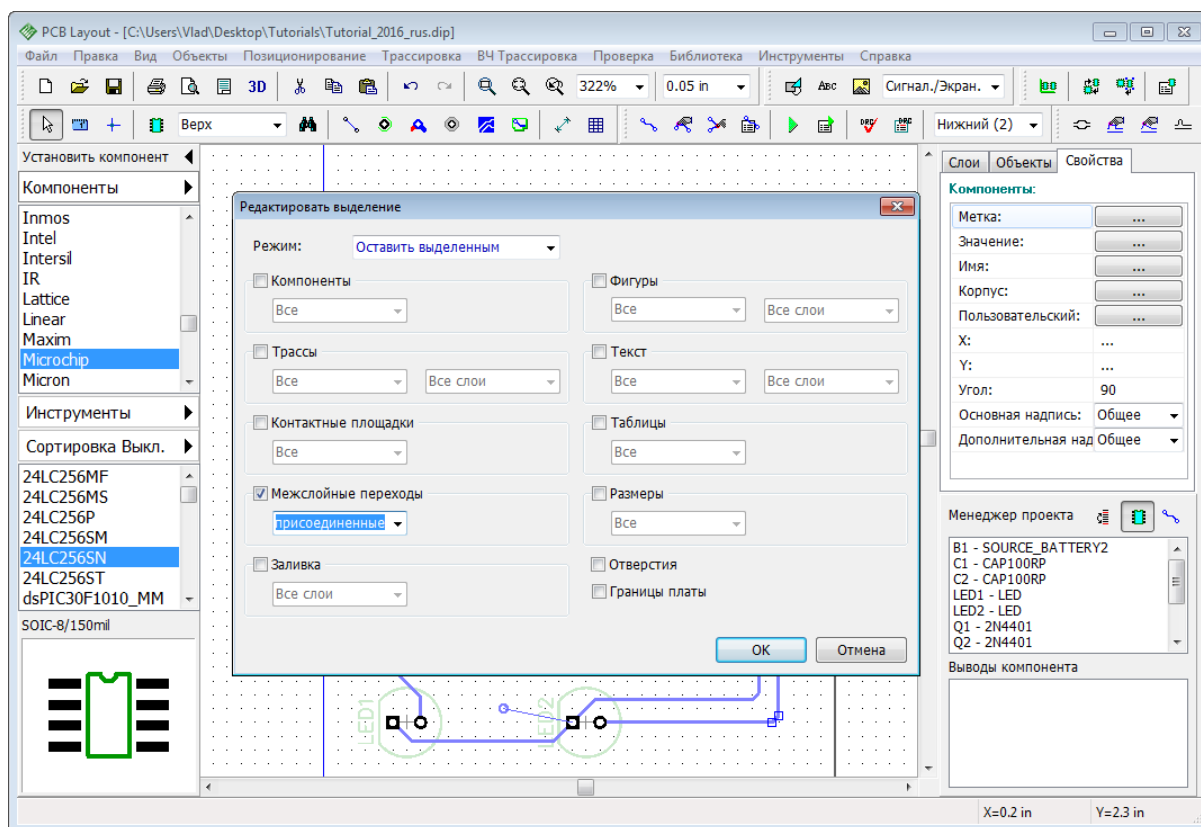 PCB Layout - [C:\Users\Vlad\Desktop\Tutorials\Tutorial_2016_rus.dip]
Файл Правка Вид Объекты Позиционирование Трассировка ВЧ Трассировка Проверка Библиотека Инструменты Справка
3D 322% 0.05 in ABC Сигнал./Экран.
Верх DRC DRC Нижний (2)
Установить компонент
Компоненты
Inmos
Intel
Intersil
IR
Lattice
Linear
Maxim
Microchip
Micron
Инструменты
Сортировка Выкл.
24LC256MF
24LC256MS
24LC256P
24LC256SM
24LC256SN
24LC256ST
dsPIC30F1010_MM
SOIC-8/150mil
Редактировать выделение
Режим: Оставить выделенным
Компоненты
Все
Фигуры
Все Все слои
Трассы
Все Все слои
Текст
Все Все слои
Контактные площадки
Все
Таблицы
Все
Межслойные переходы
присоединенные
Размеры
Все
Заливка
Все слои
Отверстия
Границы платы
OK Отмена
LED1
LED2
Слои Объекты Свойства
Компоненты:
Метка: ...
Значение: ...
Имя: ...
Корпус: ...
Пользовательский: ...
X: ...
Y: ...
Угол: 90
Основная надпись: Общее
Дополнительная над Общее
Менеджер проекта
B1 - SOURCE_BATTERY2
C1 - CAP100RP
C2 - CAP100RP
LED1 - LED
LED2 - LED
Q1 - 2N4401
Q2 - 2N4401
Выводы компонента
X=0.2 in Y=2.3 in